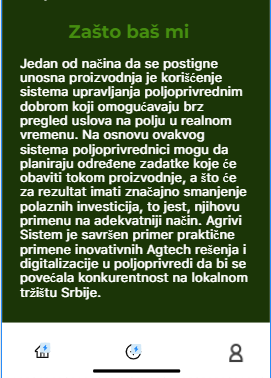 Zašto baš mi
Jedan od načina da se postigne
unosna proizvodnja je korišćenje
sistema upravljanja poljoprivrednim
dobrom koji omogućavaju brz
pregled uslova na polju u realnom
vremenu. Na osnovu ovakvog
sistema poljoprivrednici mogu da
planiraju određene zadatke koje će
obaviti tokom proizvodnje, a što će
za rezultat imati značajno smanjenje
polaznih investicija, to jest, njihovu
primenu na adekvatniji način. Agrivi
Sistem je savršen primer praktične
primene inovativnih Agtech rešenja i
digitalizacije u poljoprivredi da bi se
povećala konkurentnost na lokalnom
tržištu Srbije.